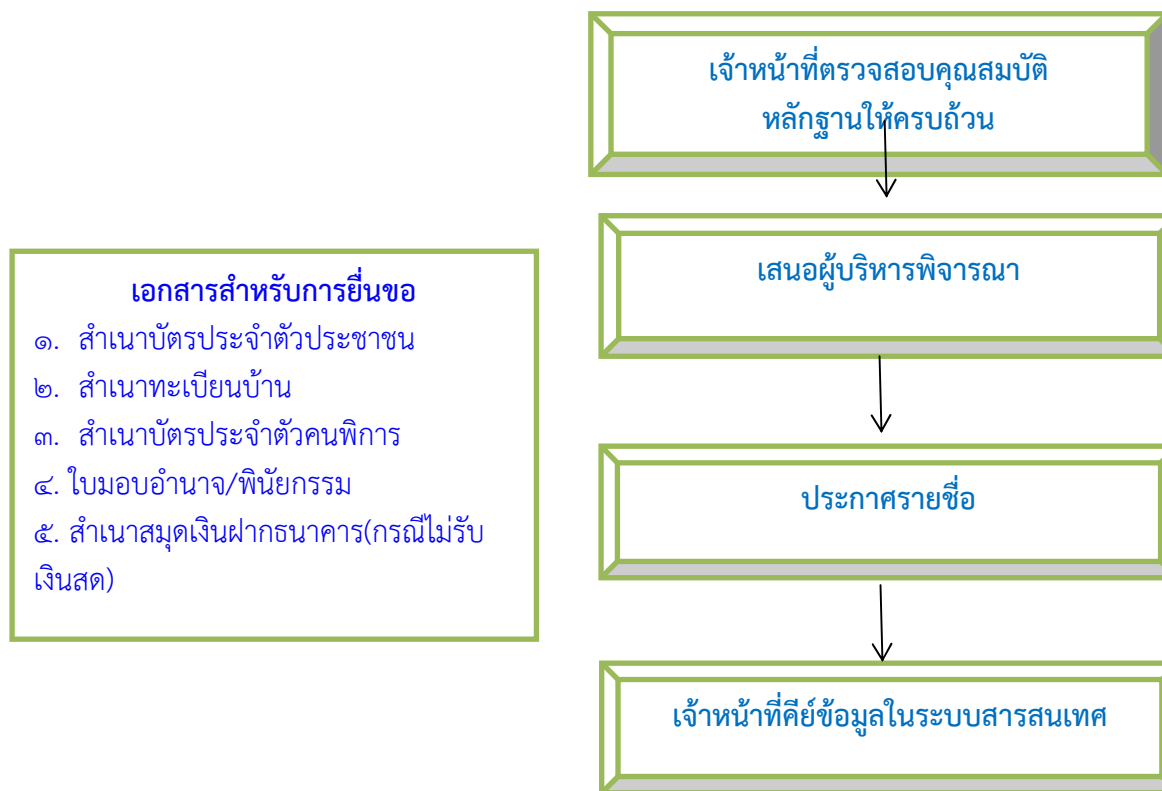 เจ้าหน้าที่ตรวจสอบคุณสมบัติ
หลักฐานให้ครบถ้วน
เสนอผู้บริหารพิจารณา
เอกสารสำหรับการยื่นขอ
๑. สำเนาบัตรประจำตัวประชาชน
๒. สำเนาทะเบียนบ้าน
๓. สำเนาบัตรประจำตัวคนพิการ
๔. ใบมอบอำนาจ/พินัยกรรม
๕. สำเนาสมุดเงินฝากธนาคาร(กรณีไม่รับ
เงินสด)
ประกาศรายชื่อ
เจ้าหน้าที่คีย์ข้อมูลในระบบสารสนเทศ